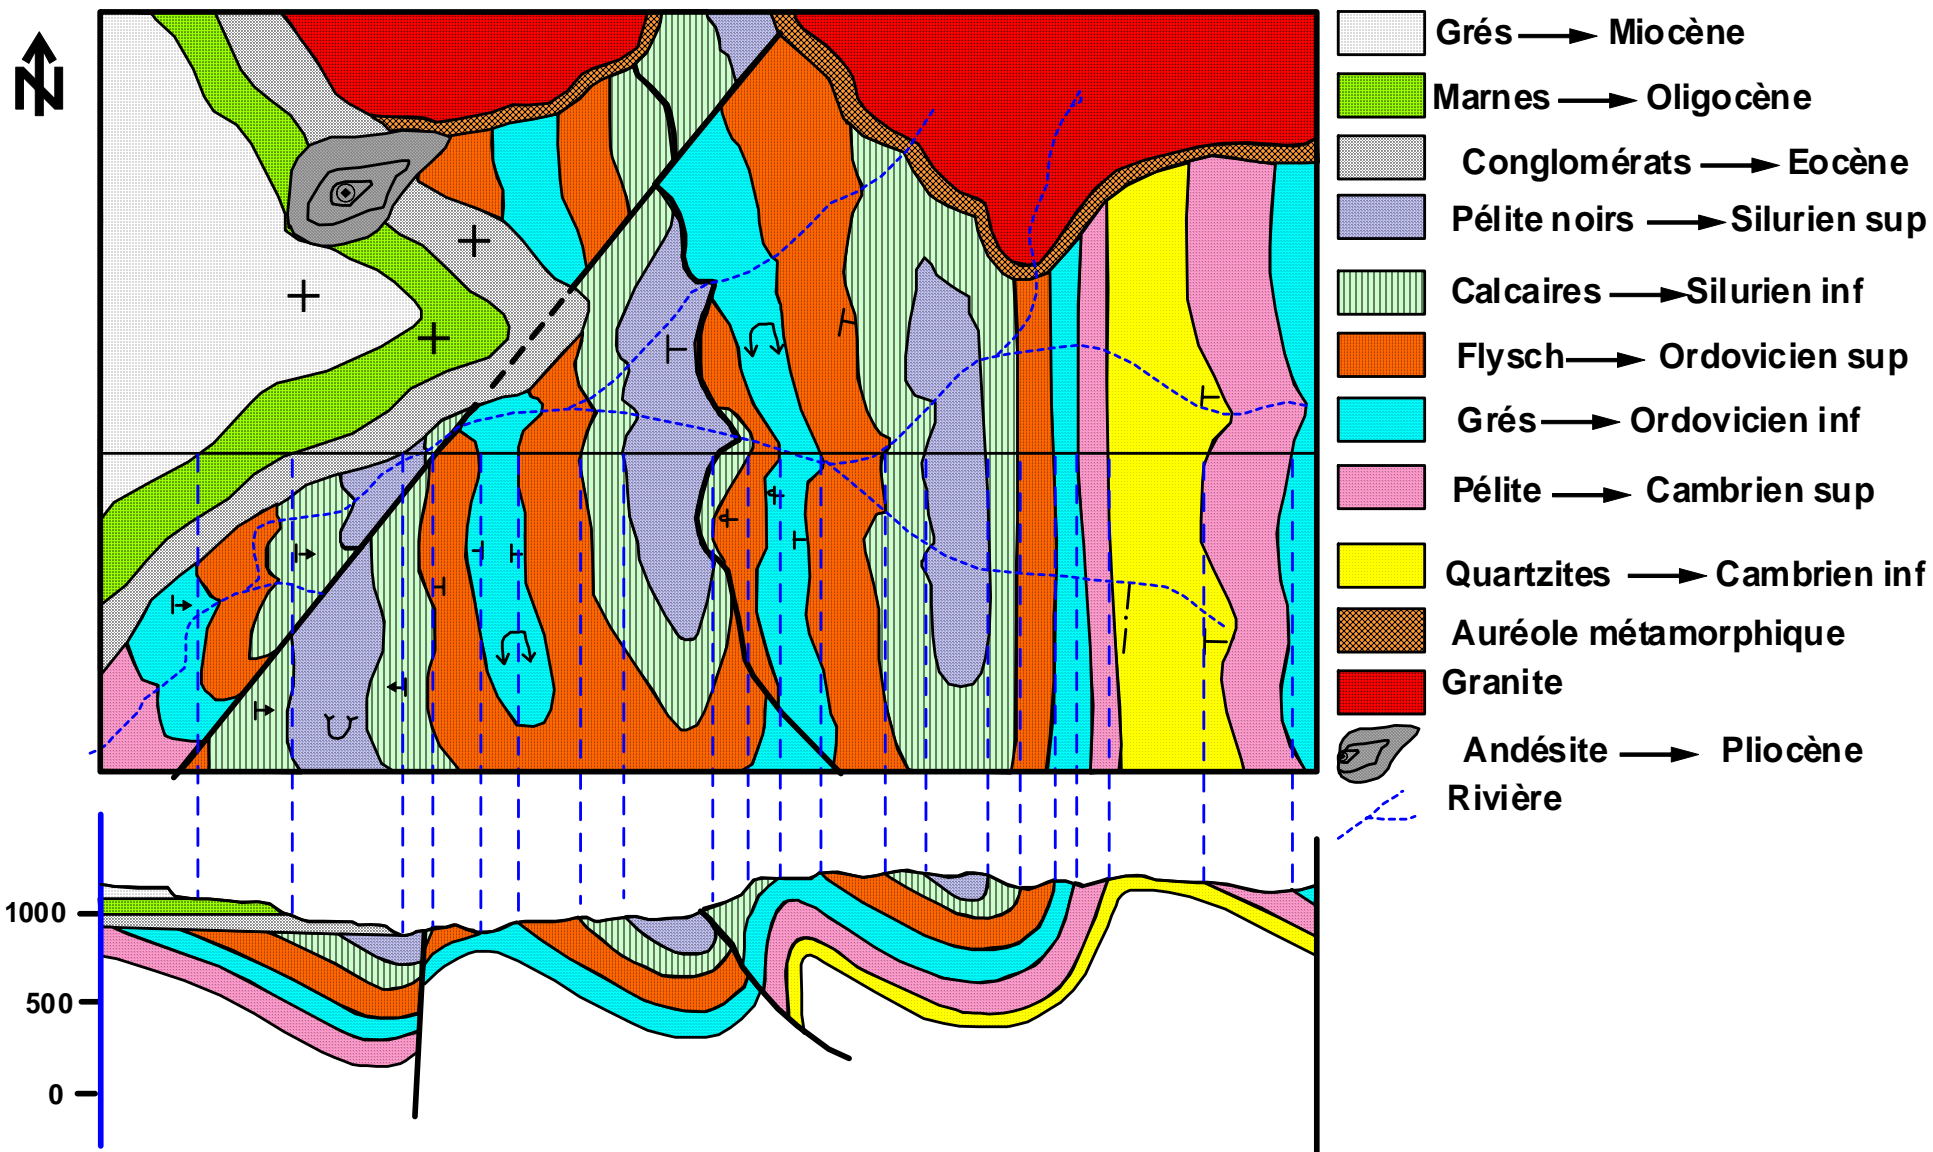 N
Grés Miocène
Marnes Oligocène
Conglomérats Eocène
Pélite noirs Silurien sup
Calcaires Silurien inf
Flysch Ordovicien sup
Grés Ordovicien inf
Pélite Cambrien sup
Quartzites Cambrien inf
Auréole métamorphique
Granite
Andésite Pliocène
Rivière
1000
500
0